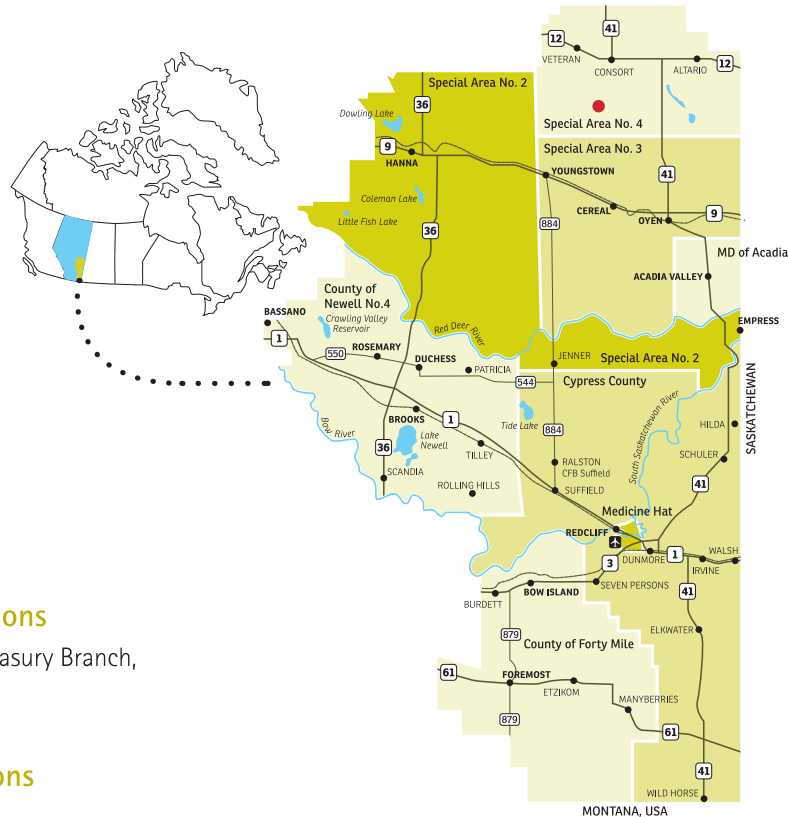 41
12
VETERAN
CONSORT
ALTARIO
12
Special Area No. 2
36
Dowling Lake
Special Area No. 4
9
HANNA
Special Area No. 3
YOUNGSTOWN
41
Coleman Lake
CEREAL
OYEN
9
Little Fish Lake
884
36
MD of Acadia
ACADIA VALLEY
County of
Newell No.4
BASSANO
Crawling Valley
Reservoir
EMPRESS
Red Deer
River
1
550
ROSEMARY
DUCHESS
PATRICIA
JENNER
Special Area No. 2
544
Cypress County
SASKATCHEWAN
BROOKS
1
Tide Lake
South Saskatchewan River
Bow River
884
HILDA
36
Lake
Newell
TILLEY
SCHULER
SCANDIA
RALSTON
CFB Suffield
41
ROLLING HILLS
SUFFIELD
Medicine Hat
REDCLIFF
DUNMORE
1
WALSH
3
IRVINE
SEVEN PERSONS
BOW ISLAND
41
BURDETT
ons
879
ELKWATER
County of Forty Mile
asury Branch,
61
FOREMOST
ETZIKOM
MANYBERRIES
879
61
ons
41
WILD HORSE
MONTANA, USA